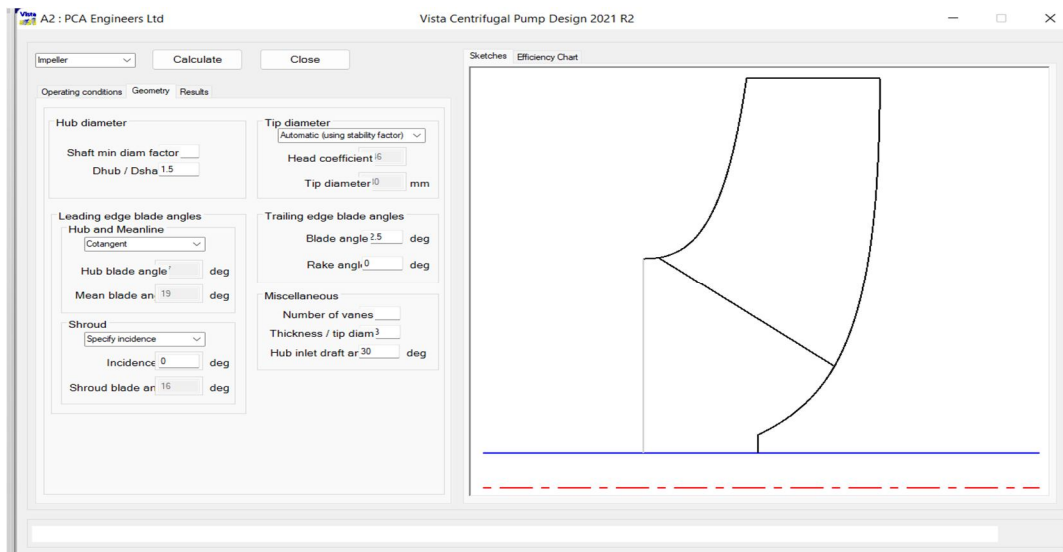 Vista A2 : PCA Engineers Ltd Vista Centrifugal Pump Design 2021 R2
Impeller Calculate Close
Sketches Efficiency Chart
Operating conditions Geometry Results
Hub diameter
Shaft min diam factor
Dhub / Dsha 1.5
Tip diameter
Automatic (using stability factor)
Head coefficient
Tip diameter mm
Leading edge blade angles
Hub and Meanline
Cotangent
Hub blade angle deg
Mean blade an 19 deg
Shroud
Specify incidence
Incidence 0 deg
Shroud blade an 16 deg
Trailing edge blade angles
Blade angle 2.5 deg
Rake angl 0 deg
Miscellaneous
Number of vanes
Thickness / tip diam 3
Hub inlet draft ar 30 deg